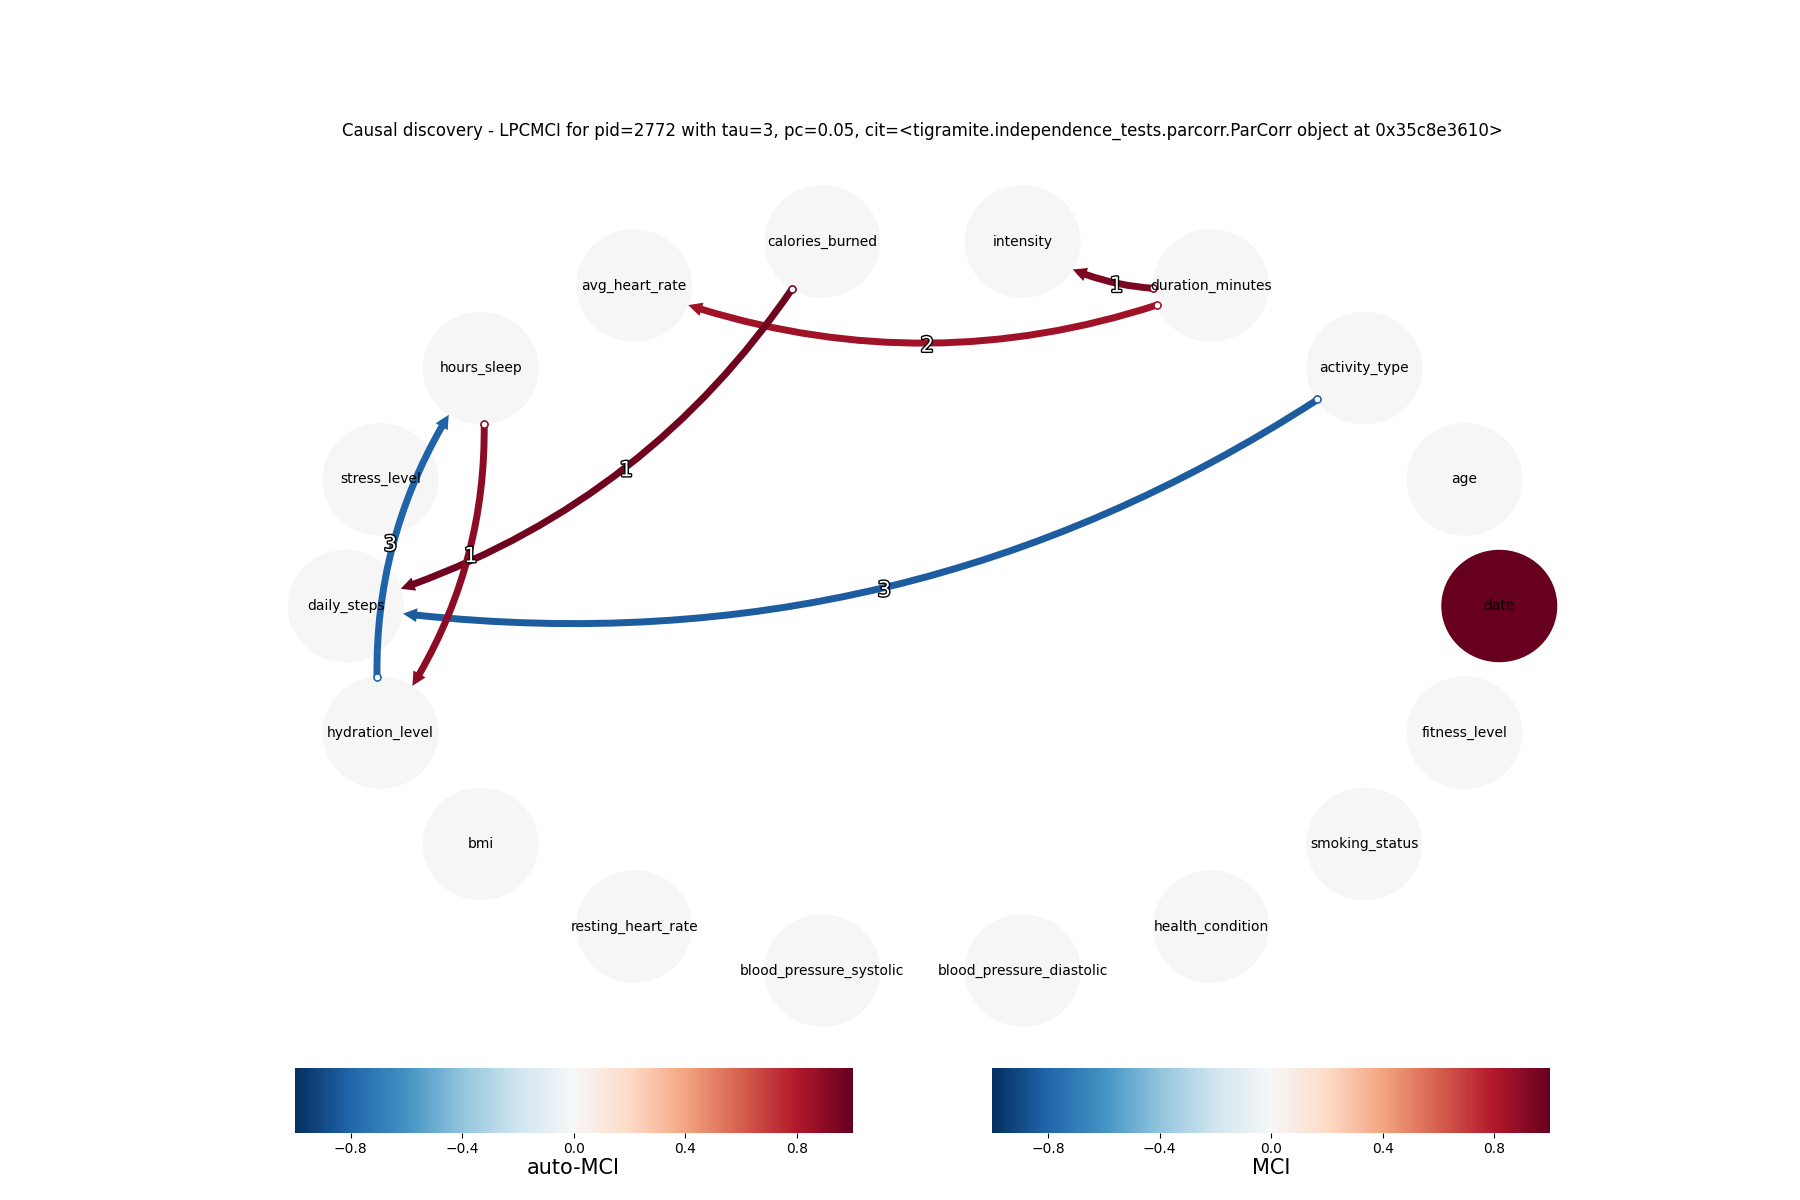 Causal discovery - LPCMCI for pid=2772 with tau=3, pc=0.05, cit=<tigramite.independence_tests.parcorr.ParCorr object at 0x35c8e3610>
calories_burned
intensity
avg_heart_rate
1
duration_minutes
2
hours_sleep
activity_type
1
stress_level
age
3
1
3
daily_steps
date
hydration_level
fitness_level
bmi
smoking_status
resting_heart_rate
health_condition
blood_pressure_systolic
blood_pressure_diastolic
−0.8 −0.4 0.0 0.4 0.8
auto-MCI
−0.8 −0.4 0.0 0.4 0.8
MCI